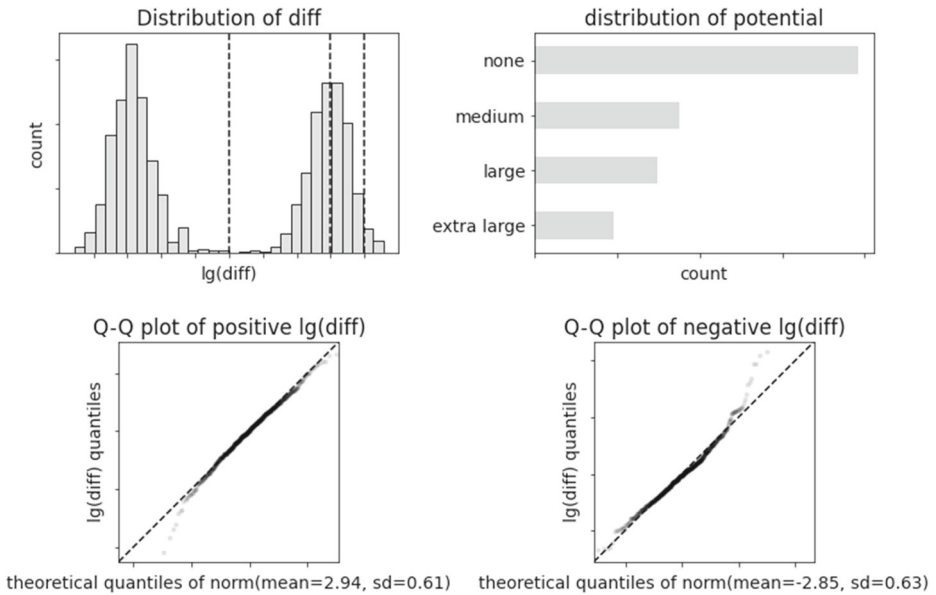 Distribution of diff
count
lg(diff)
distribution of potential
none
medium
large
extra large
count
Q-Q plot of positive lg(diff)
lg(diff) quantiles
theoretical quantiles of norm(mean=2.94, sd=0.61)
Q-Q plot of negative lg(diff)
lg(diff) quantiles
theoretical quantiles of norm(mean=-2.85, sd=0.63)